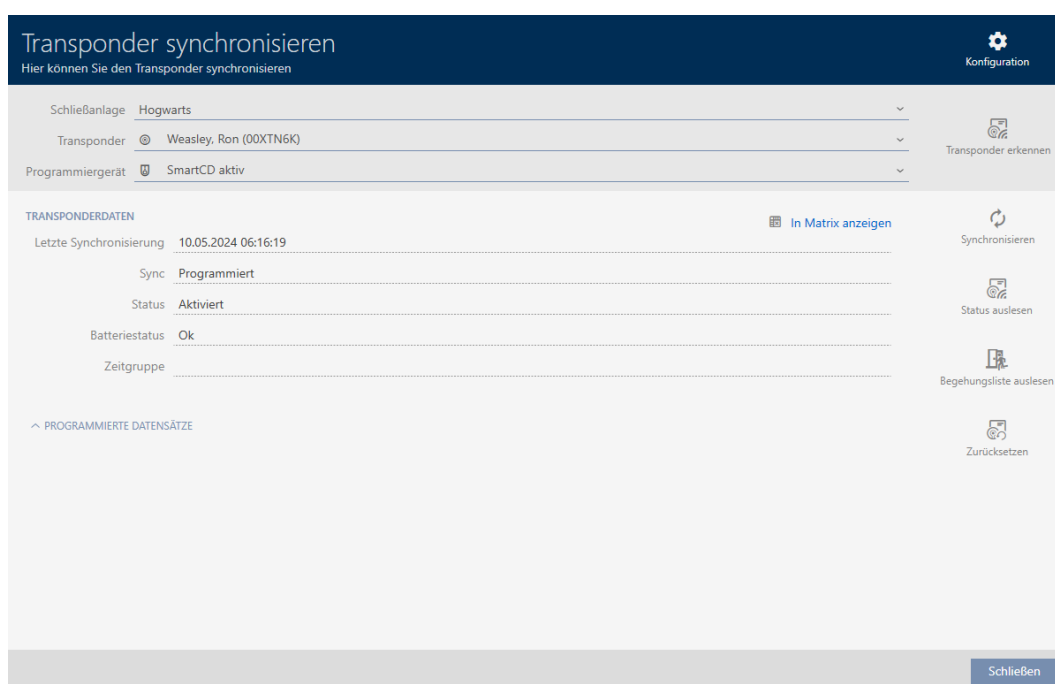 Transponder synchronisieren
Hier können Sie den Transponder synchronisieren
Konfiguration
Schließanlage Hogwarts
Transponder Weasley, Ron (00XTN6K)
Programmiergerät SmartCD aktiv
Transponder erkennen
TRANSPONDERDATEN
In Matrix anzeigen
Letzte Synchronisierung 10.05.2024 06:16:19
Sync Programmiert
Status Aktiviert
Batteriestatus Ok
Zeitgruppe
PROGRAMMIERTE DATENSÄTZE
Synchronisieren
Status auslesen
Begehungsliste auslesen
Zurücksetzen
Schließen